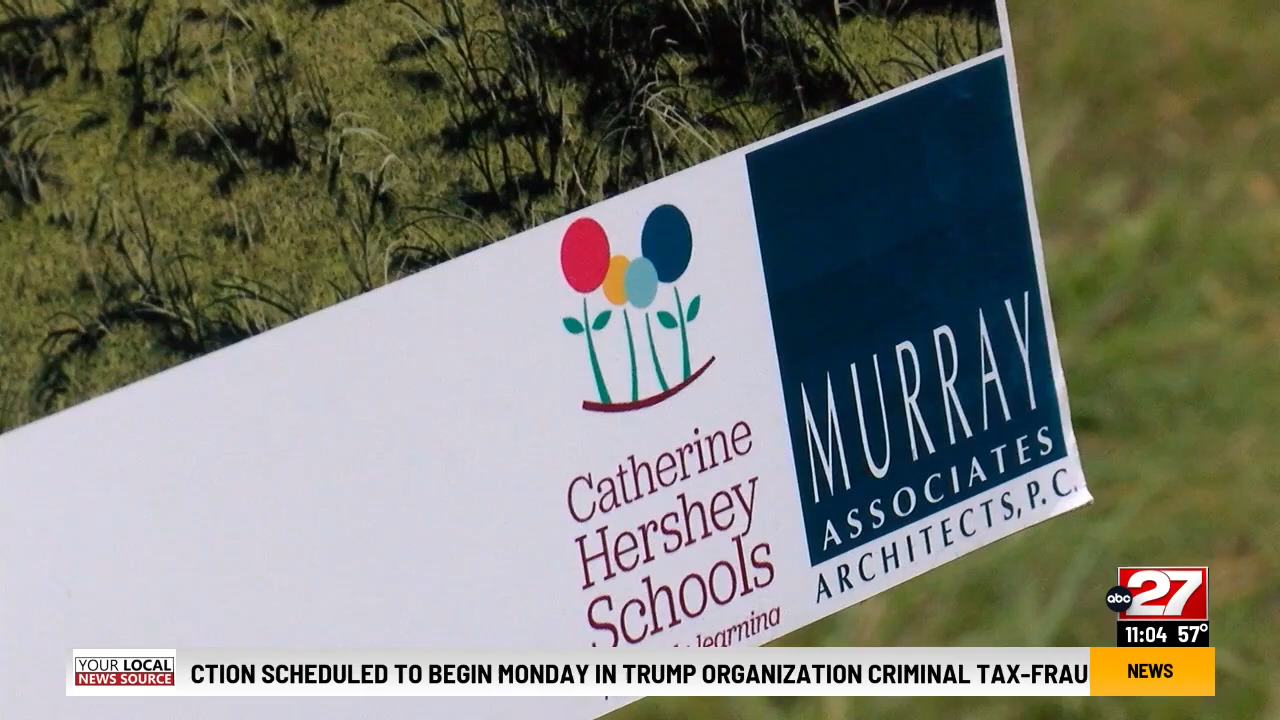 Catherine
Hershey
Schools
learning
MURRAY
ASSOCIATES
ARCHITECTS, P. C.
abc 27
11:04 57°
YOUR LOCAL
NEWS SOURCE
CTION SCHEDULED TO BEGIN MONDAY IN TRUMP ORGANIZATION CRIMINAL TAX-FRAU
NEWS